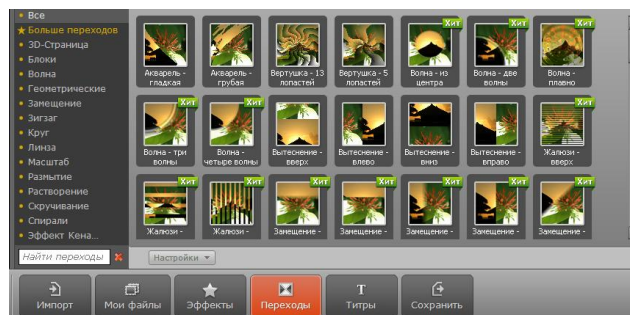 Все
Больше переходов
3D-Страница
Блоки
Волна
Геометрические
Замещение
Зигзаг
Круг
Линза
Масштаб
Размытие
Растворение
Скручивание
Спирали
Эффект Кена...
Найти переходы
Хит Хит Хит
Акварель - гладкая
Акварель - грубая
Вертушка - 13 лопастей
Вертушка - 5 лопастей
Волна - из центра
Волна - две волны
Волна - плавно
Хит Хит Хит
Волна - три волны
Волна - четыре волны
Вытеснение - вверх
Вытеснение - влево
Вытеснение - вниз
Вытеснение - вправо
Жалюзи - вверх
Хит Хит Хит Хит Хит Хит Хит
Жалюзи -
Жалюзи -
Замещение -
Замещение -
Замещение -
Замещение -
Замещение -
Настройки
Импорт
Мои файлы
Эффекты
Переходы
T
Титры
Сохранить